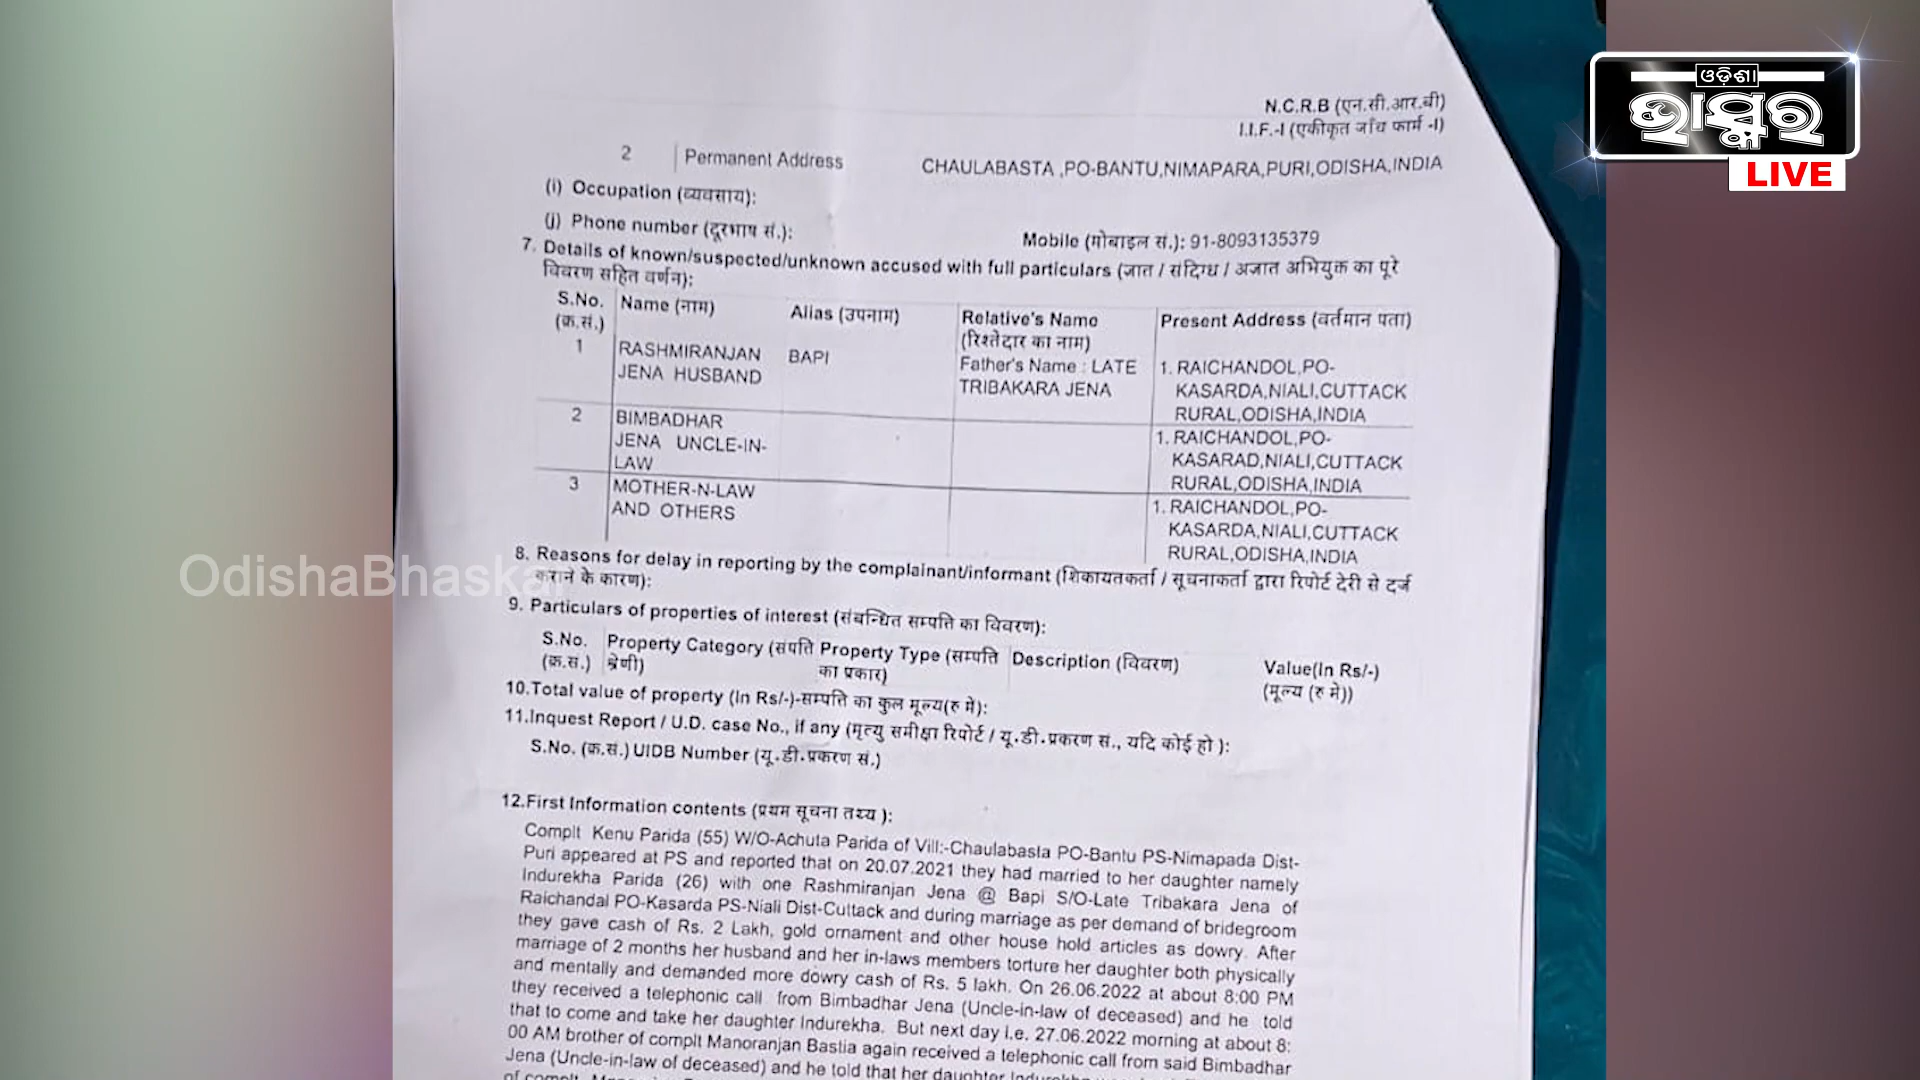 ଓଡ଼ିଶା
ଭାସ୍କର
LIVE
N.C.R.B (एन.सी.आर.बी)
I.I.F.-I (एकीकृत जाँच फार्म -I)
2 Permanent Address CHAULABASTA ,PO-BANTU,NIMAPARA,PURI,ODISHA,INDIA
(i) Occupation (व्यवसाय):
(j) Phone number (दूरभाष सं.): Mobile (मोबाइल सं.): 91-8093135379
7. Details of known/suspected/unknown accused with full particulars (ज्ञात / संदिग्ध / अज्ञात अभियुक्त का पूरे
विवरण सहित वर्णन):
S.No. Name (नाम) Alias (उपनाम) Relative's Name Present Address (वर्तमान पता)
(क्र.सं.) (रिश्तेदार का नाम)
1 RASHMIRANJAN BAPI Father's Name : LATE 1. RAICHANDOL,PO-
JENA HUSBAND TRIBAKARA JENA KASARDA,NIALI,CUTTACK
RURAL,ODISHA,INDIA
2 BIMBADHAR 1. RAICHANDOL,PO-
JENA UNCLE-IN- KASARAD,NIALI,CUTTACK
LAW RURAL,ODISHA,INDIA
3 MOTHER-N-LAW 1. RAICHANDOL,PO-
AND OTHERS KASARDA,NIALI,CUTTACK
RURAL,ODISHA,INDIA
OdishaBhaskar
8. Reasons for delay in reporting by the complainant/informant (शिकायतकर्ता / सूचनाकर्ता द्वारा रिपोर्ट देरी से दर्ज
कराने के कारण):
9. Particulars of properties of interest (संबन्धित सम्पति का विवरण):
S.No. Property Category (संपति Property Type (सम्पति Description (विवरण) Value(In Rs/-)
(क्र.स.) श्रेणी) का प्रकार) (मूल्य (रु में))
10.Total value of property (In Rs/-)-सम्पति का कुल मूल्य(रु में):
11.Inquest Report / U.D. case No., if any (मृत्यु समीक्षा रिपोर्ट / यू.डी.प्रकरण सं., यदि कोई हो ):
S.No. (क्र.सं.) UIDB Number (यू.डी.प्रकरण सं.)
12.First Information contents (प्रथम सूचना तथ्य ):
Complt Kenu Parida (55) W/O-Achuta Parida of Vill:-Chaulabasta PO-Bantu PS-Nimapada Dist-
Puri appeared at PS and reported that on 20.07.2021 they had married to her daughter namely
Indurekha Parida (26) with one Rashmiranjan Jena @ Bapi S/O-Late Tribakara Jena of
Raichandal PO-Kasarda PS-Niali Dist-Cuttack and during marriage as per demand of bridegroom
they gave cash of Rs. 2 Lakh, gold ornament and other house hold articles as dowry. After
marriage of 2 months her husband and her in-laws members torture her daughter both physically
and mentally and demanded more dowry cash of Rs. 5 lakh. On 26.06.2022 at about 8:00 PM
they received a telephonic call from Bimbadhar Jena (Uncle-in-law of deceased) and he told
that to come and take her daughter Indurekha. But next day i.e. 27.06.2022 morning at about 8:
00 AM brother of complt Manoranjan Bastia again received a telephonic call from said Bimbadhar
Jena (Uncle-in-law of deceased) and he told that her daughter
of complt